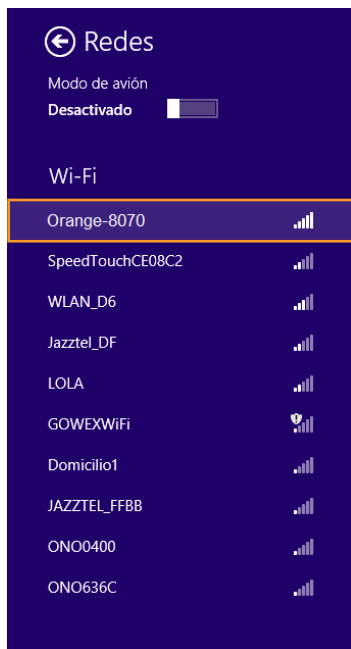 Redes
Modo de avión
Desactivado
Wi-Fi
Orange-8070
SpeedTouchCE08C2
WLAN_D6
Jazztel_DF
LOLA
GOWEXWiFi
Domicilio1
JAZZTEL_FFBB
ONO0400
ONO636C